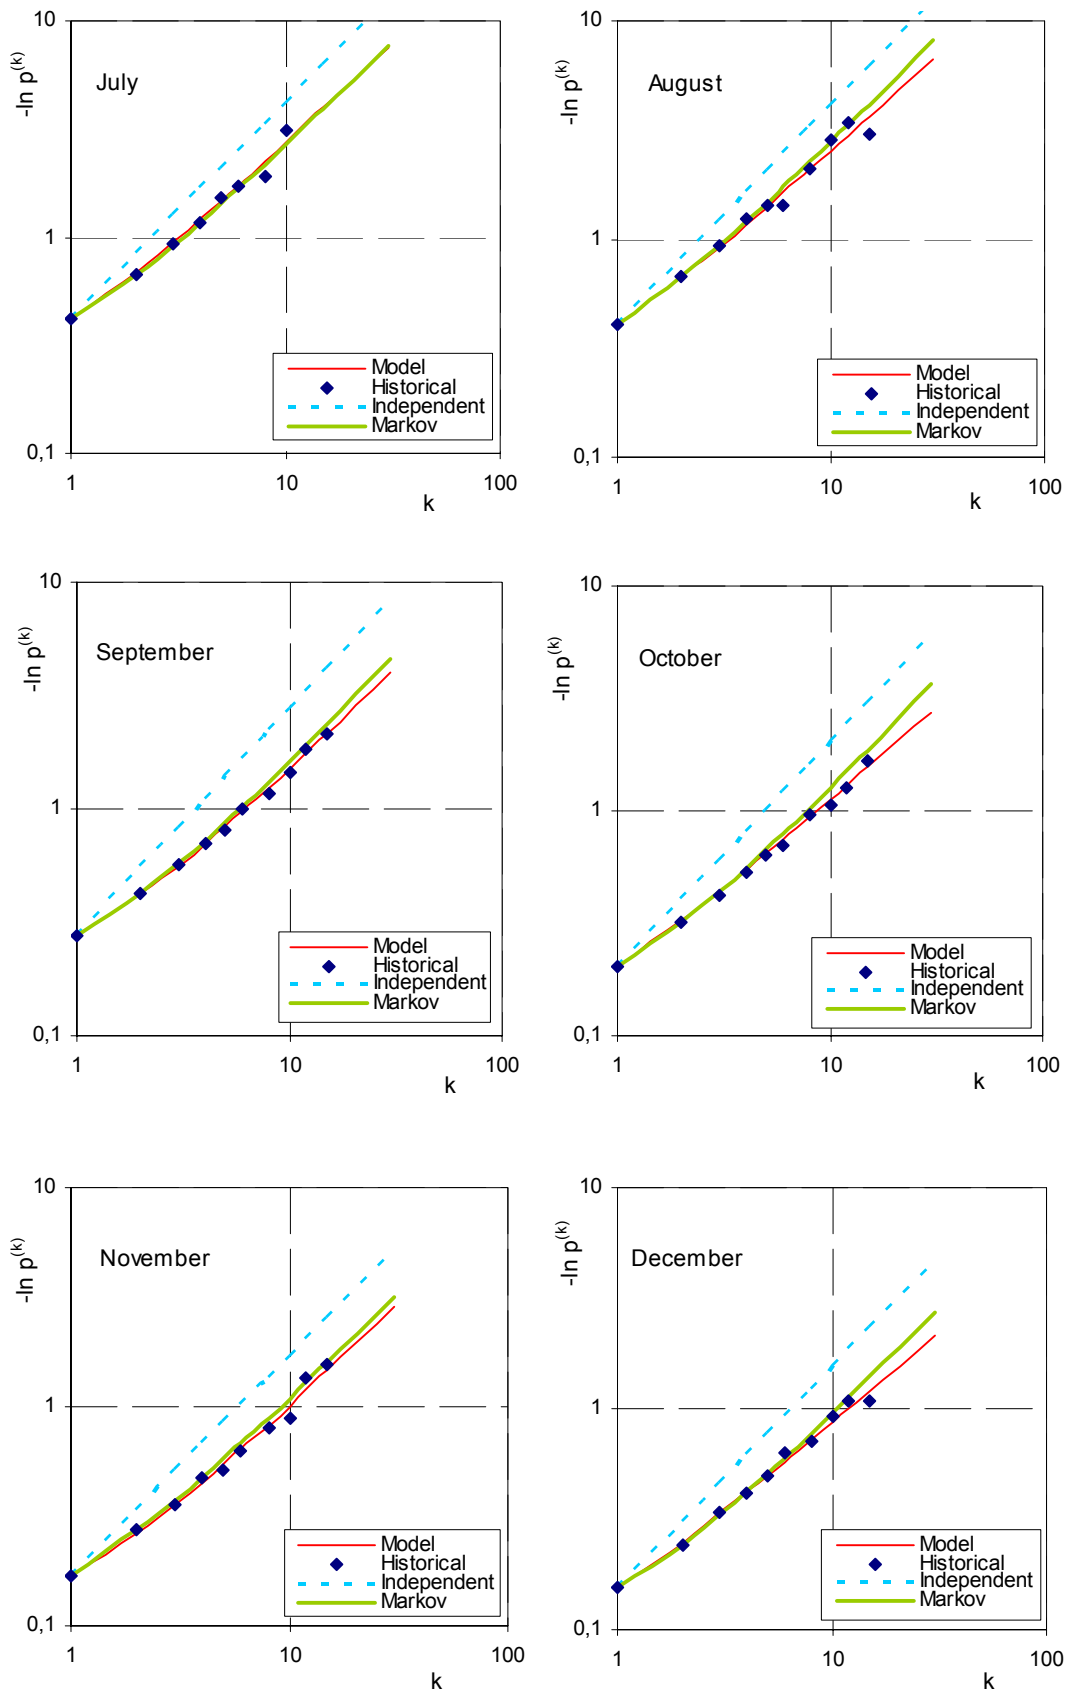 10
July
-ln p(k)
1
Model
Historical
Independent
Markov
0,1
1
10
100
k
10
August
-ln p(k)
1
Model
Historical
Independent
Markov
0,1
1
10
100
k
10
September
-ln p(k)
1
Model
Historical
Independent
Markov
0,1
1
10
100
k
10
October
-ln p(k)
1
Model
Historical
Independent
Markov
0,1
1
10
100
k
10
November
-ln p(k)
1
Model
Historical
Independent
Markov
0,1
1
10
100
k
10
December
-ln p(k)
1
Model
Historical
Independent
Markov
0,1
1
10
100
k